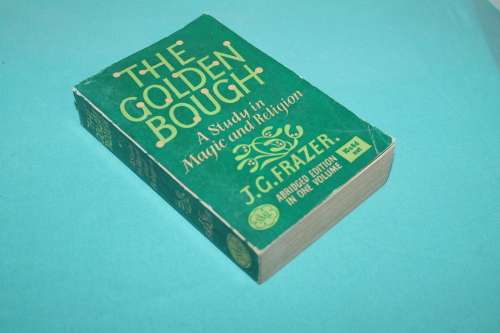 THE
GOLDEN
BOUGH
A Study in
Magic and Religion
J.G. FRAZER.
ABRIDGED EDITION
IN ONE VOLUME